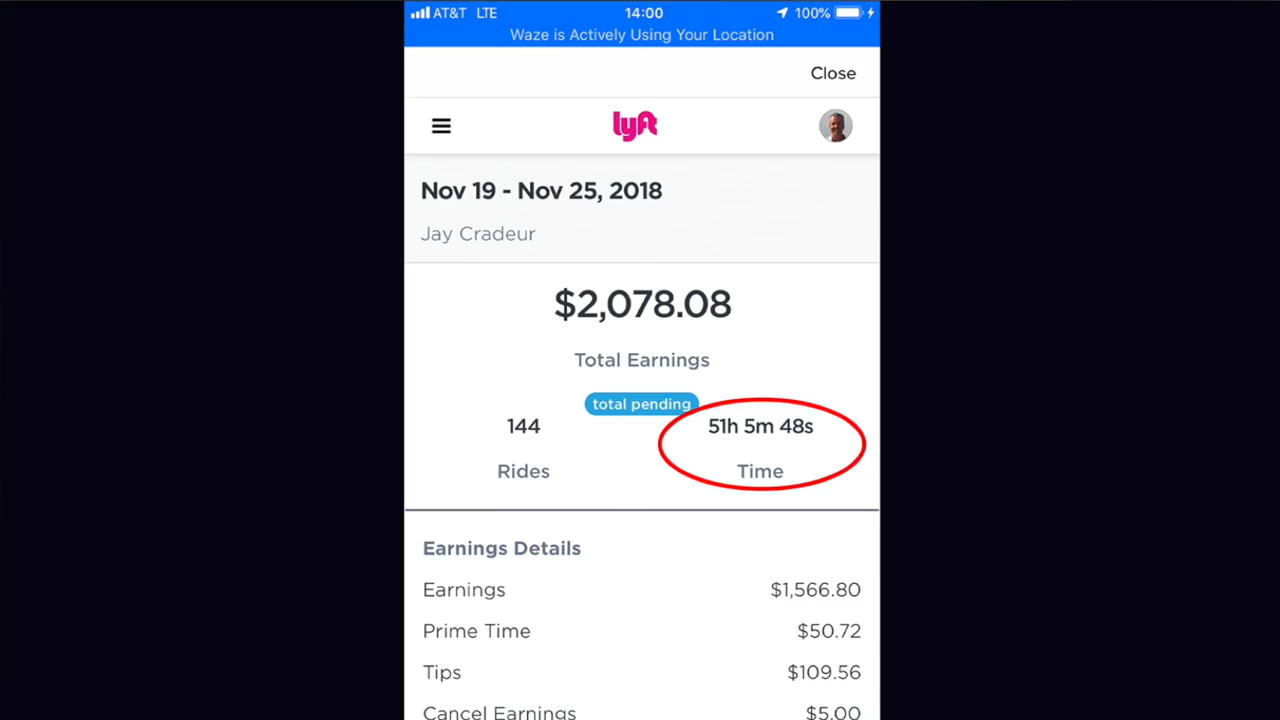 AT&T LTE 14:00 100%
Waze is Actively Using Your Location
Close
lyft
Nov 19 - Nov 25, 2018
Jay Cradeur
$2,078.08
Total Earnings
total pending
144 51h 5m 48s
Rides Time
Earnings Details
Earnings $1,566.80
Prime Time $50.72
Tips $109.56
Cancel Earnings $5.00